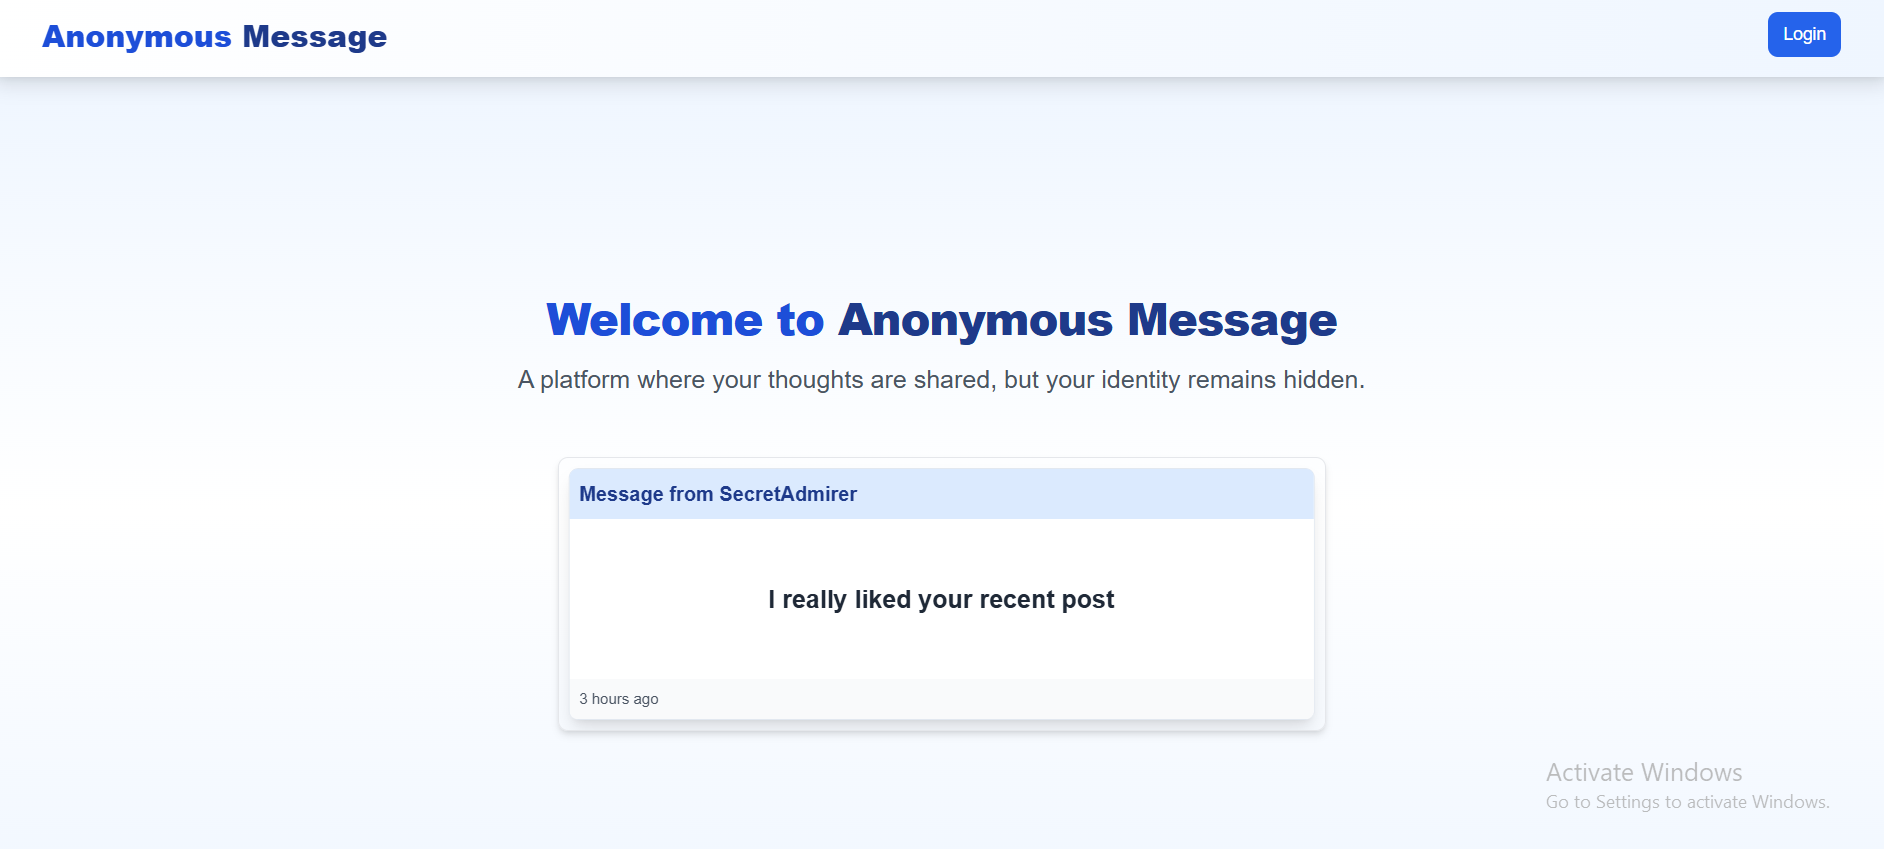 Anonymous Message
Login
Welcome to Anonymous Message
A platform where your thoughts are shared, but your identity remains hidden.
Message from SecretAdmirer
I really liked your recent post
3 hours ago
Activate Windows
Go to Settings to activate Windows.